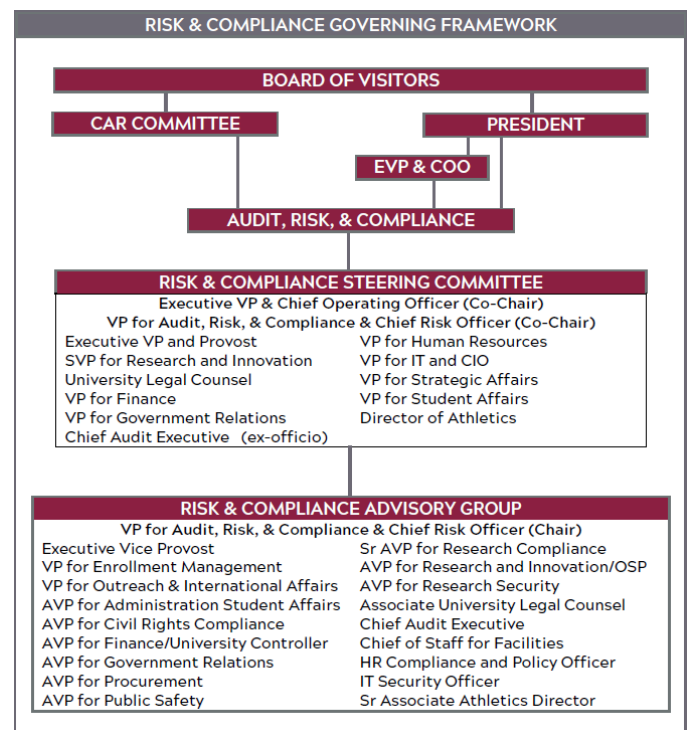 RISK & COMPLIANCE GOVERNING FRAMEWORK
BOARD OF VISITORS
CAR COMMITTEE
PRESIDENT
EVP & COO
AUDIT, RISK, & COMPLIANCE
RISK & COMPLIANCE STEERING COMMITTEE
Executive VP & Chief Operating Officer (Co-Chair)
VP for Audit, Risk, & Compliance & Chief Risk Officer (Co-Chair)
Executive VP and Provost
SVP for Research and Innovation
University Legal Counsel
VP for Finance
VP for Government Relations
Chief Audit Executive (ex-officio)
VP for Human Resources
VP for IT and CIO
VP for Strategic Affairs
VP for Student Affairs
Director of Athletics
RISK & COMPLIANCE ADVISORY GROUP
VP for Audit, Risk, & Compliance & Chief Risk Officer (Chair)
Executive Vice Provost
VP for Enrollment Management
VP for Outreach & International Affairs
AVP for Administration Student Affairs
AVP for Civil Rights Compliance
AVP for Finance/University Controller
AVP for Government Relations
AVP for Procurement
AVP for Public Safety
Sr AVP for Research Compliance
AVP for Research and Innovation/OSP
AVP for Research Security
Associate University Legal Counsel
Chief Audit Executive
Chief of Staff for Facilities
HR Compliance and Policy Officer
IT Security Officer
Sr Associate Athletics Director